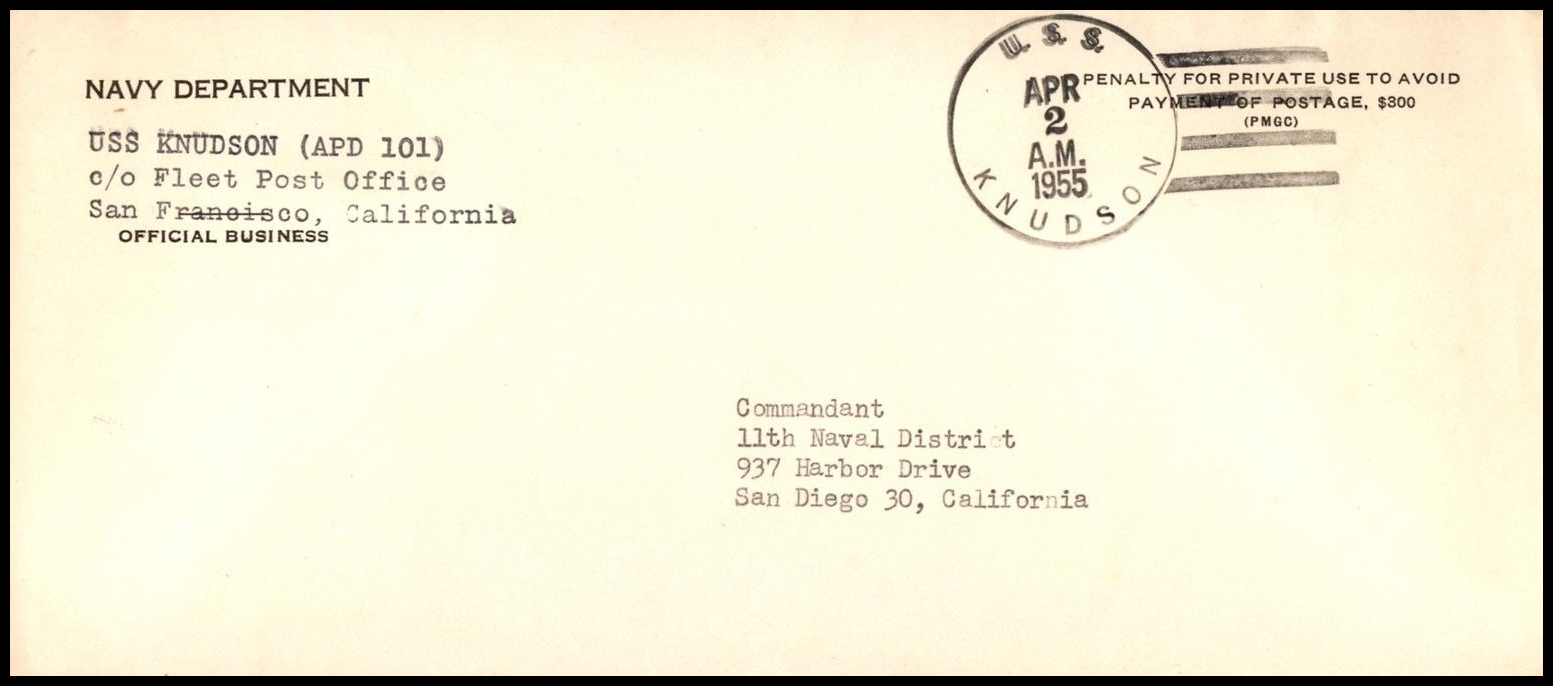 NAVY DEPARTMENT
USS KNUDSON (APD 101)
c/o Fleet Post Office
San Francisco, California
OFFICIAL BUSINESS
U. S. S.
APR
2
A.M.
1955
KNUDSON
PENALTY FOR PRIVATE USE TO AVOID
PAYMENT OF POSTAGE, $300
(PMGC)
Commandant
11th Naval District
937 Harbor Drive
San Diego 30, California